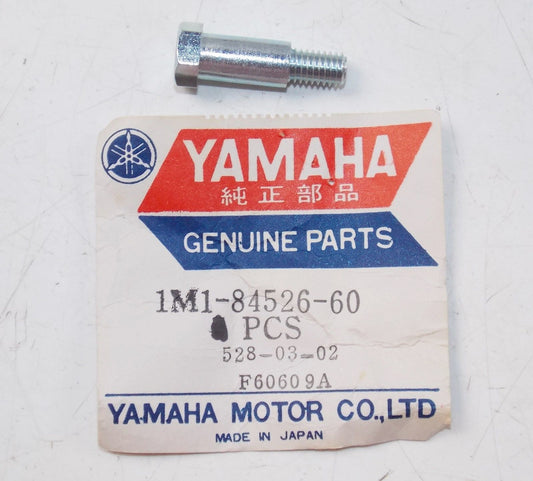 YAMAHA
純正部品
GENUINE PARTS
1M1-84526-60
PCS
528-03-02
F60609A
YAMAHA MOTOR CO.,LTD
MADE IN JAPAN